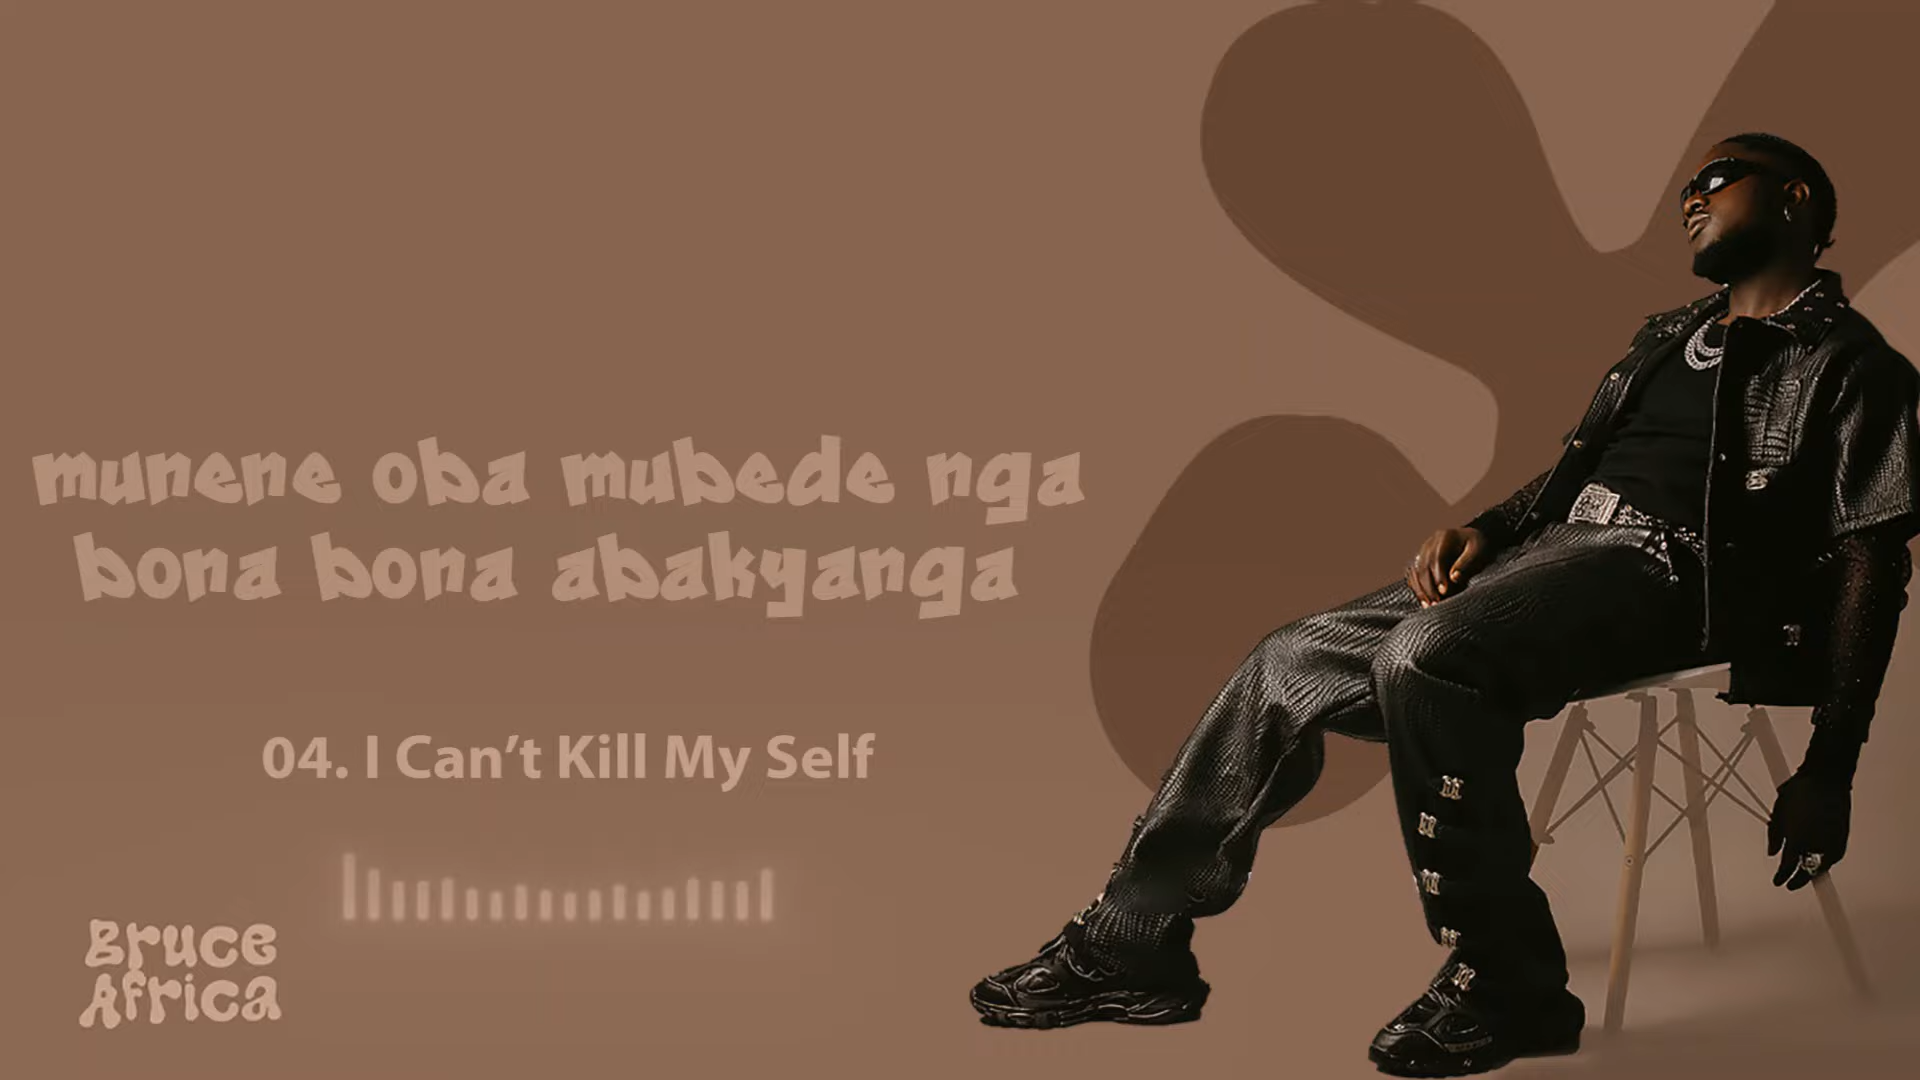 munene oba mubede nga
bona bona abakyanga
04. I Can’t Kill My Self
Bruce
Africa